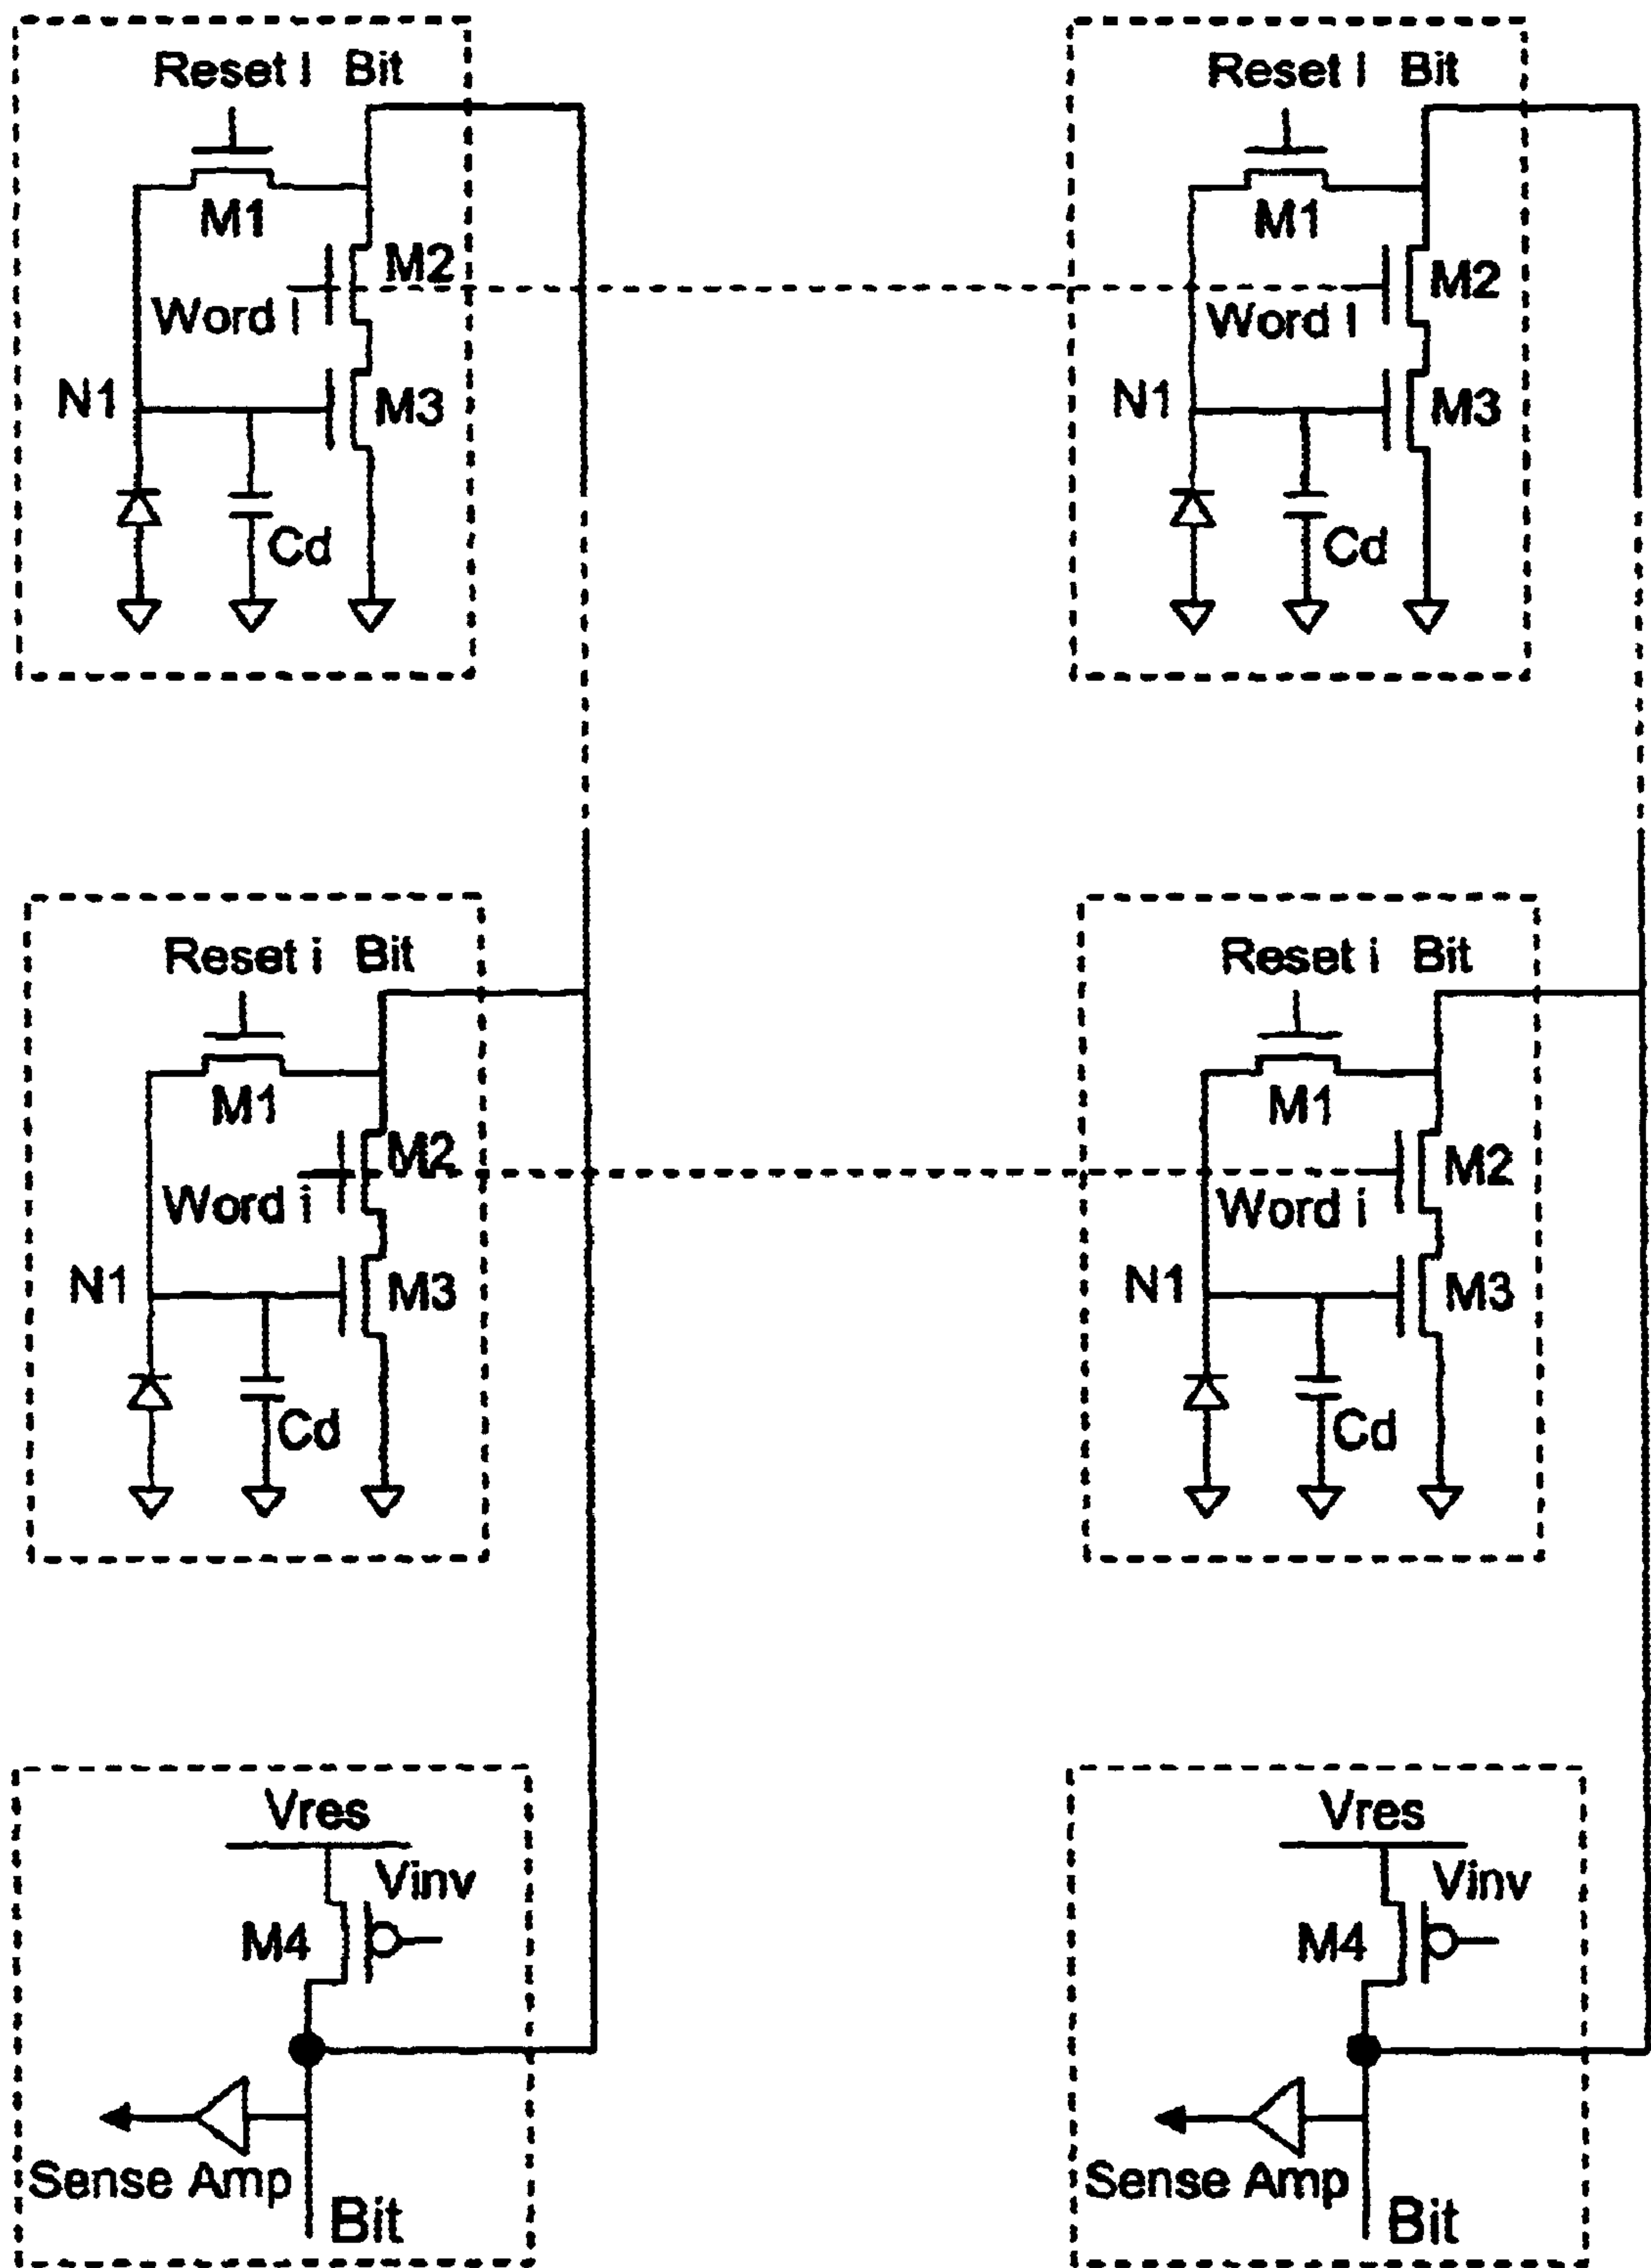 Reset l Bit
M1
M2
Word l
N1
M3
Cd
Reset l Bit
M1
M2
Word l
N1
M3
Cd
Reset i Bit
M1
M2
Word i
N1
M3
Cd
Reset i Bit
M1
M2
Word i
N1
M3
Cd
Vres
Vinv
M4
Sense Amp
Bit
Vres
Vinv
M4
Sense Amp
Bit